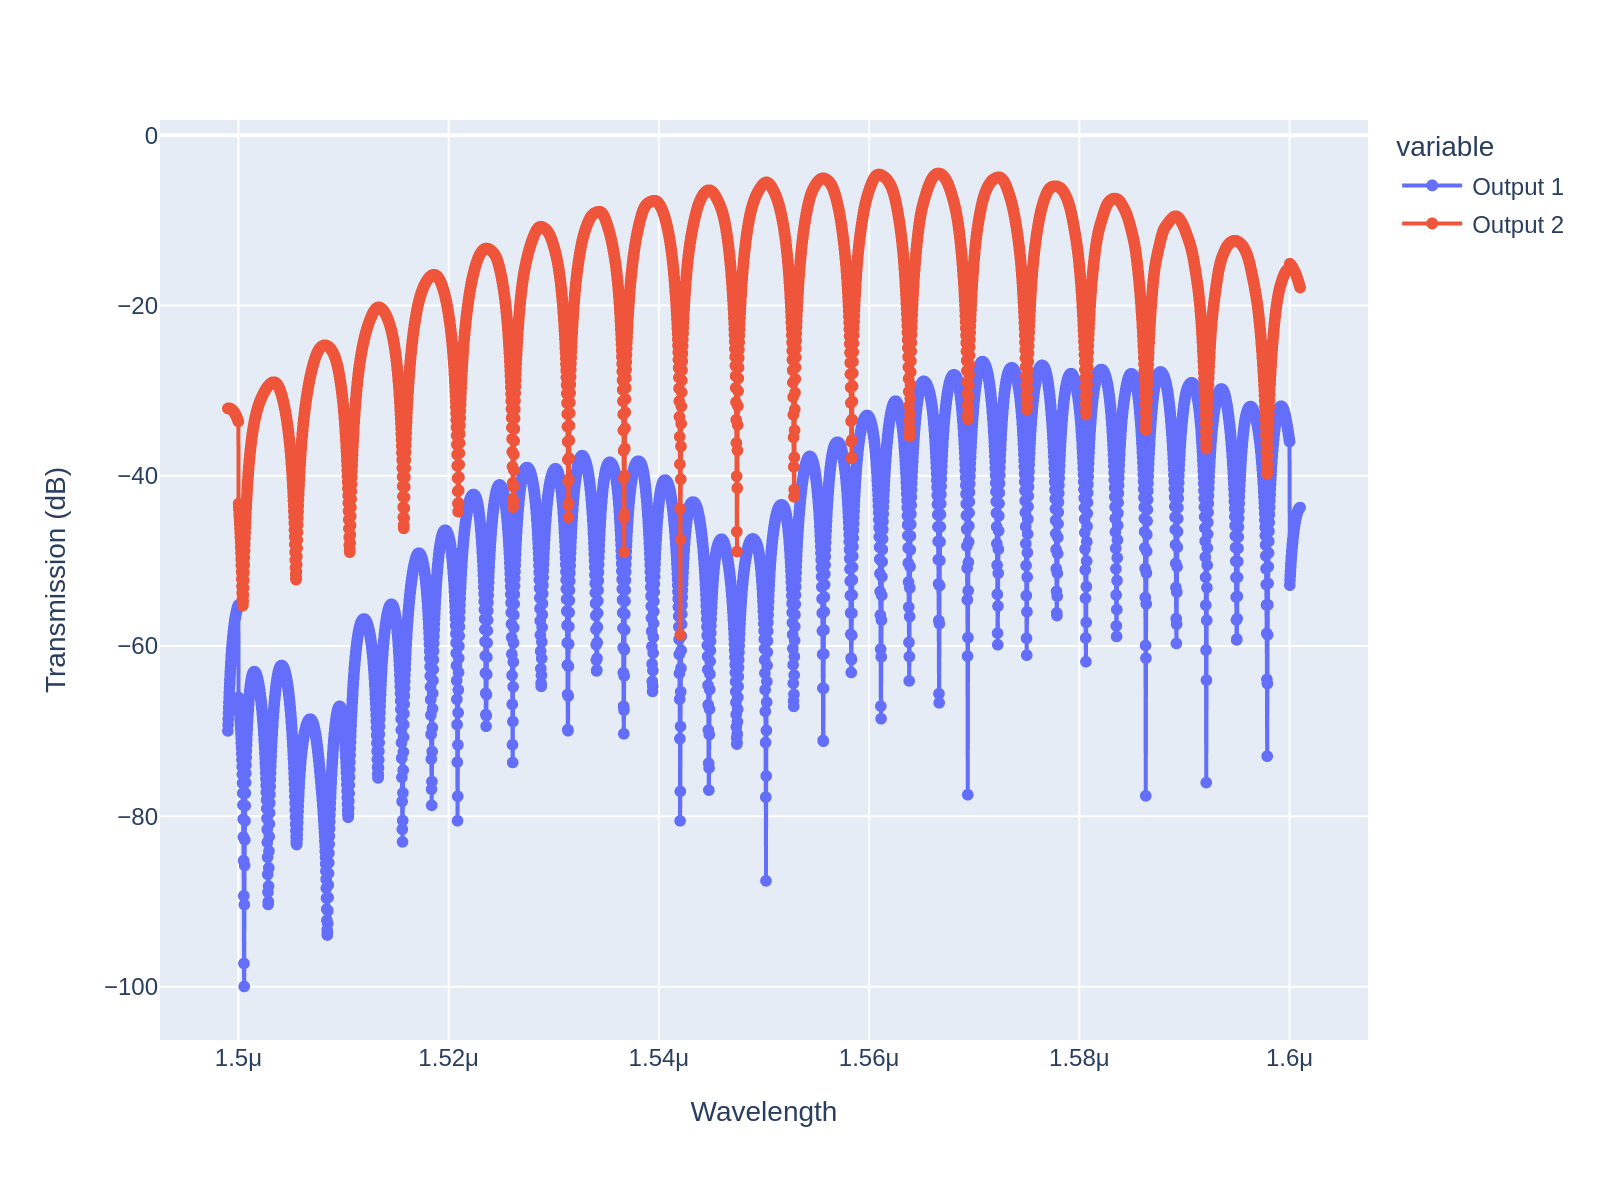 variable
Output 1
Output 2
Transmission (dB)
0
−20
−40
−60
−80
−100
1.5μ
1.52μ
1.54μ
1.56μ
1.58μ
1.6μ
Wavelength